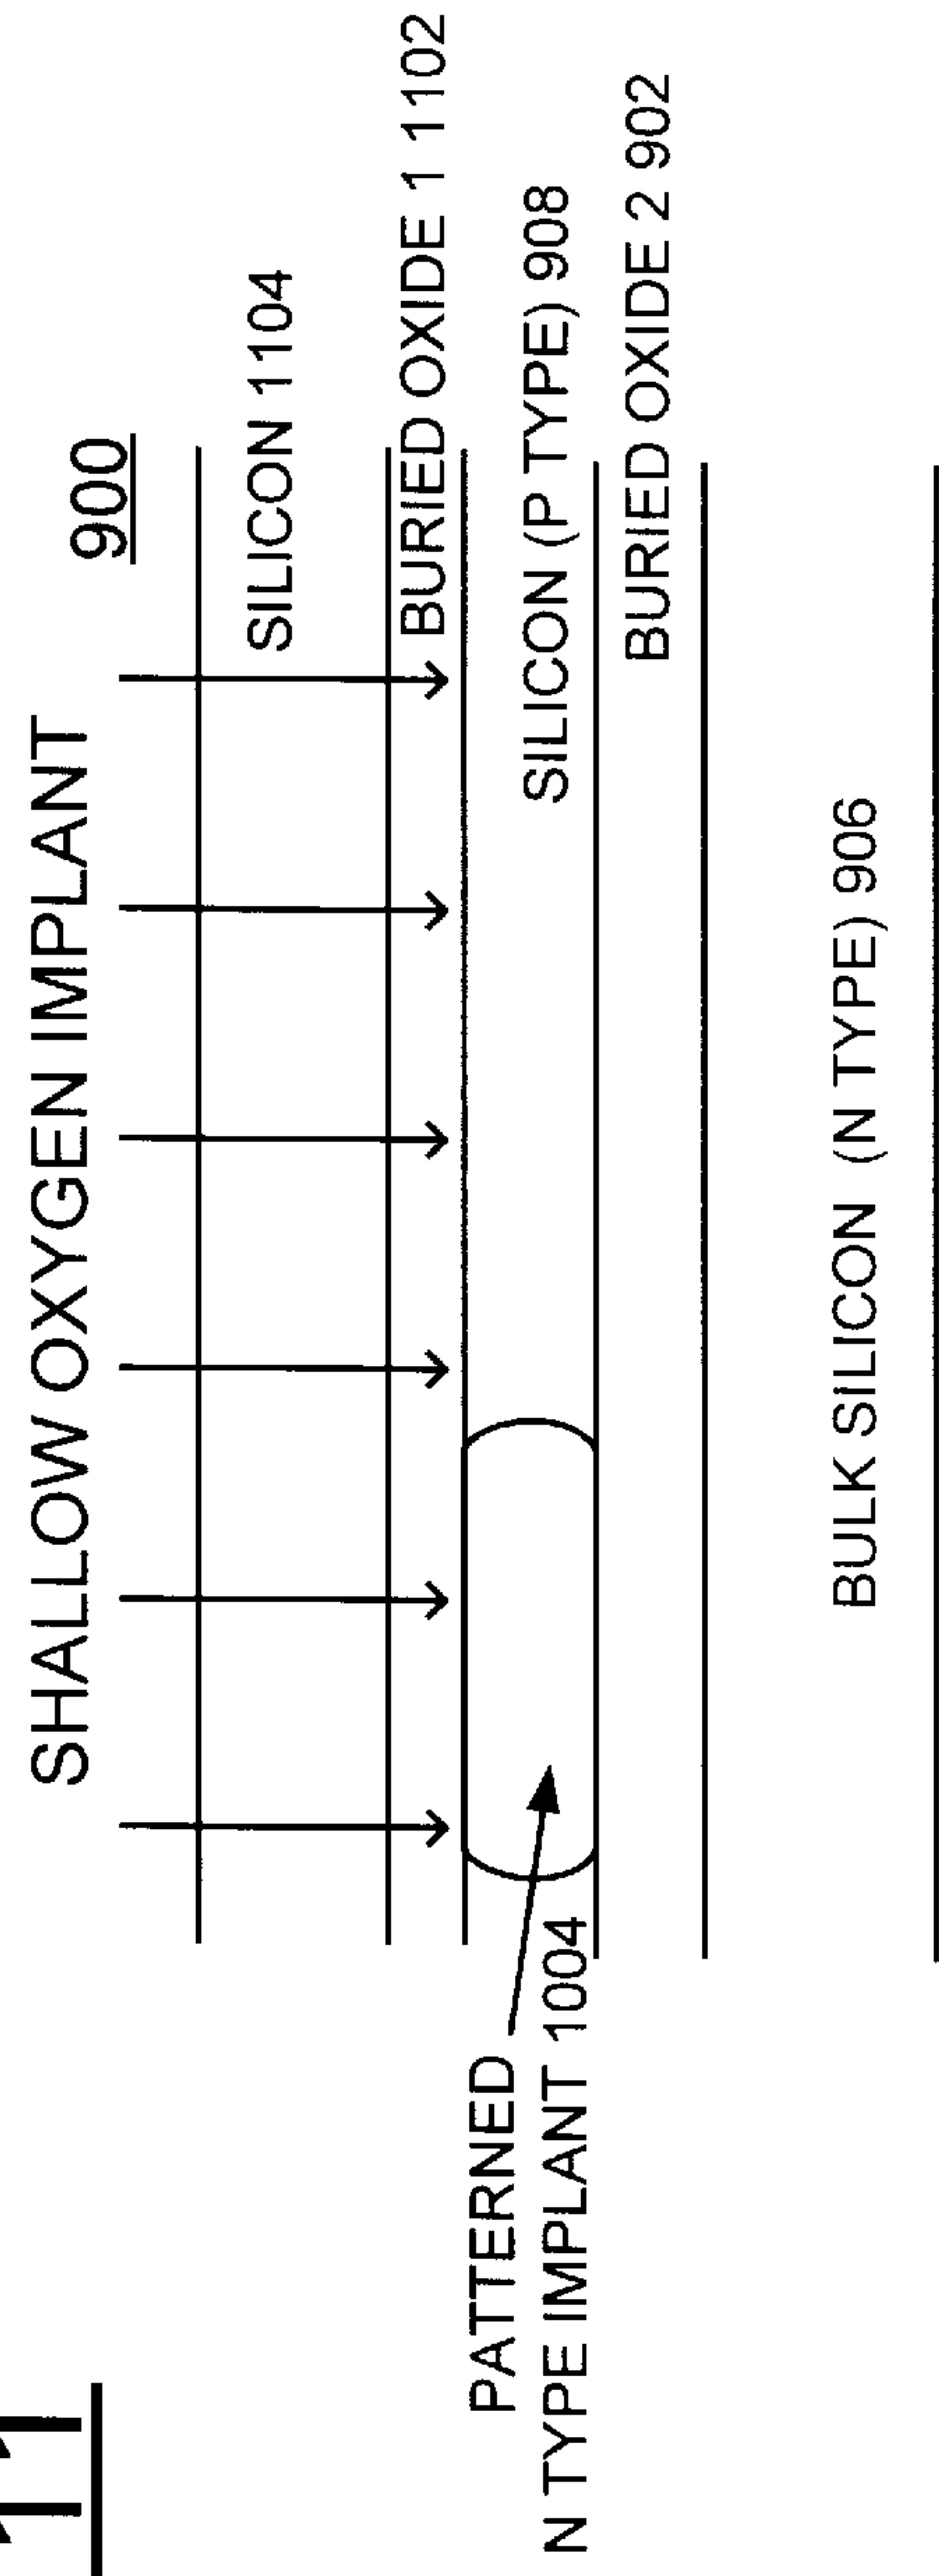 11
SHALLOW OXYGEN IMPLANT
900
SILICON 1104
BURIED OXIDE 1 1102
SILICON (P TYPE) 908
BURIED OXIDE 2 902
PATTERNED
N TYPE IMPLANT 1004
BULK SILICON (N TYPE) 906